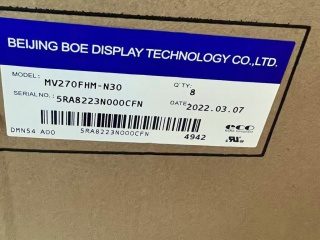 BEIJING BOE DISPLAY TECHNOLOGY CO.,LTD.
MODEL: MV270FHM-N30 Q'TY: 8
SERIAL NO.: 5RA8223N000CFN DATE: 2022.03.07
eco
DMN54 A00 5RA8223N000CFN 4942